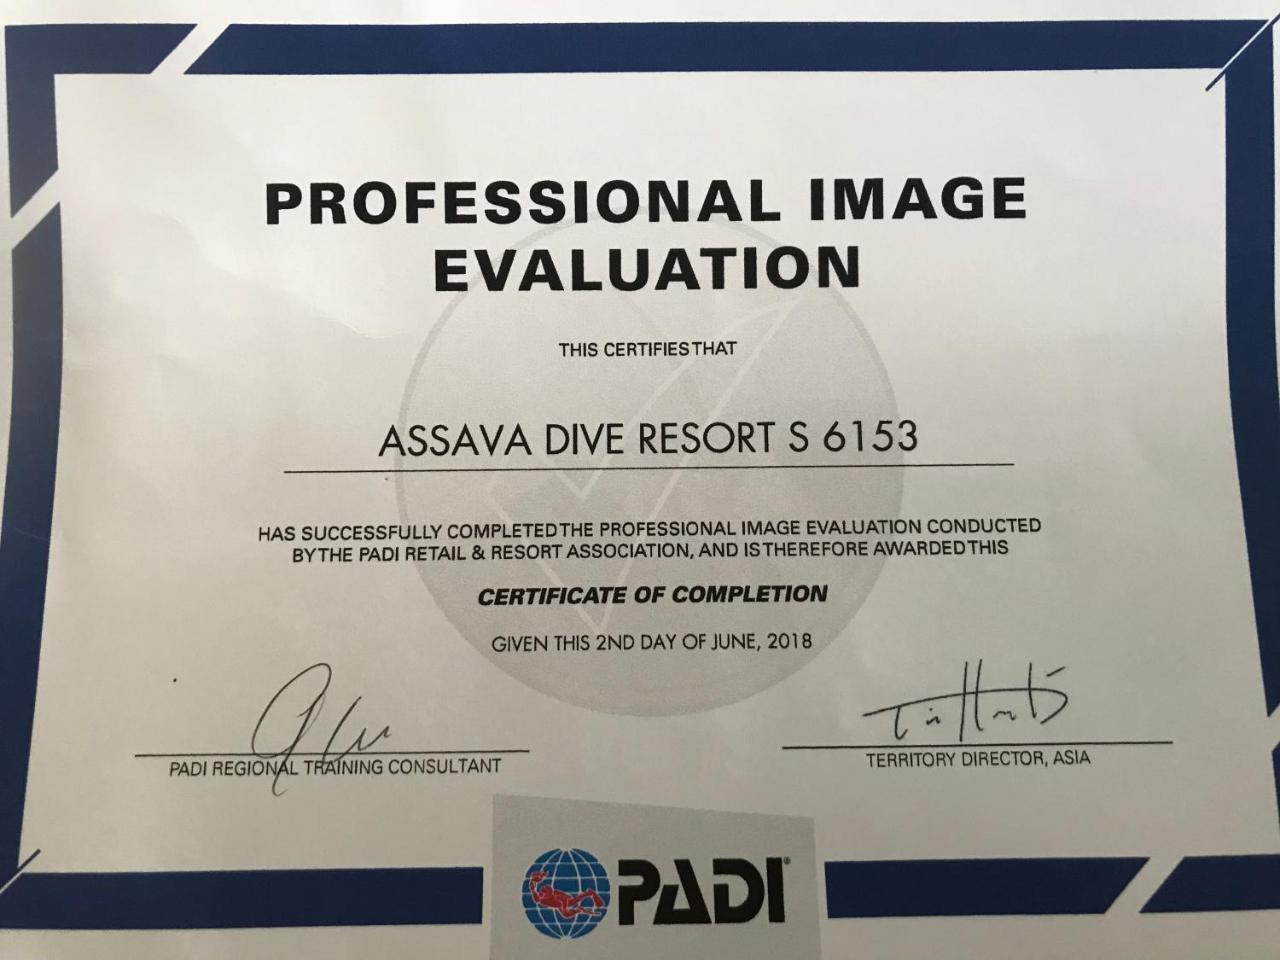 PROFESSIONAL IMAGE
EVALUATION
THIS CERTIFIES THAT
ASSAVA DIVE RESORT S 6153
HAS SUCCESSFULLY COMPLETED THE PROFESSIONAL IMAGE EVALUATION CONDUCTED
BY THE PADI RETAIL & RESORT ASSOCIATION, AND IS THEREFORE AWARDED THIS
CERTIFICATE OF COMPLETION
GIVEN THIS 2ND DAY OF JUNE, 2018
PADI REGIONAL TRAINING CONSULTANT
TERRITORY DIRECTOR, ASIA
PADI®